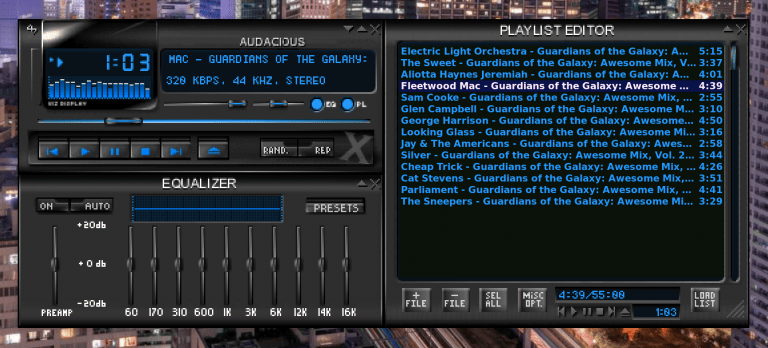 AUDACIOUS
1:03
MAC - GUARDIANS OF THE GALAXY:
320 KBPS, 44 KHZ, STEREO
EQ PL
RAND. REP
X
EQUALIZER
ON AUTO
PRESETS
+20db
+0 db
-20db
PREAMP 60 170 310 600 1K 3K 6K 12K 14K 16K
PLAYLIST EDITOR
Electric Light Orchestra - Guardians of the Galaxy: A... 5:15
The Sweet - Guardians of the Galaxy: Awesome Mix, V... 3:37
Aliotta Haynes Jeremiah - Guardians of the Galaxy: A... 4:01
Fleetwood Mac - Guardians of the Galaxy: Awesome ... 4:39
Sam Cooke - Guardians of the Galaxy: Awesome Mix, ... 2:55
Glen Campbell - Guardians of the Galaxy: Awesome M... 3:10
George Harrison - Guardians of the Galaxy: Awesome... 4:50
Looking Glass - Guardians of the Galaxy: Awesome Mi... 3:16
Jay & The Americans - Guardians of the Galaxy: Awes... 2:58
Silver - Guardians of the Galaxy: Awesome Mix, Vol. 2... 3:44
Cheap Trick - Guardians of the Galaxy: Awesome Mix, ... 4:26
Cat Stevens - Guardians of the Galaxy: Awesome Mix,... 3:51
Parliament - Guardians of the Galaxy: Awesome Mix, ... 4:41
The Sneepers - Guardians of the Galaxy: Awesome Mi... 3:29
+ FILE
- FILE
SEL ALL
MISC OPT.
4:39/55:00
1:03
LOAD LIST